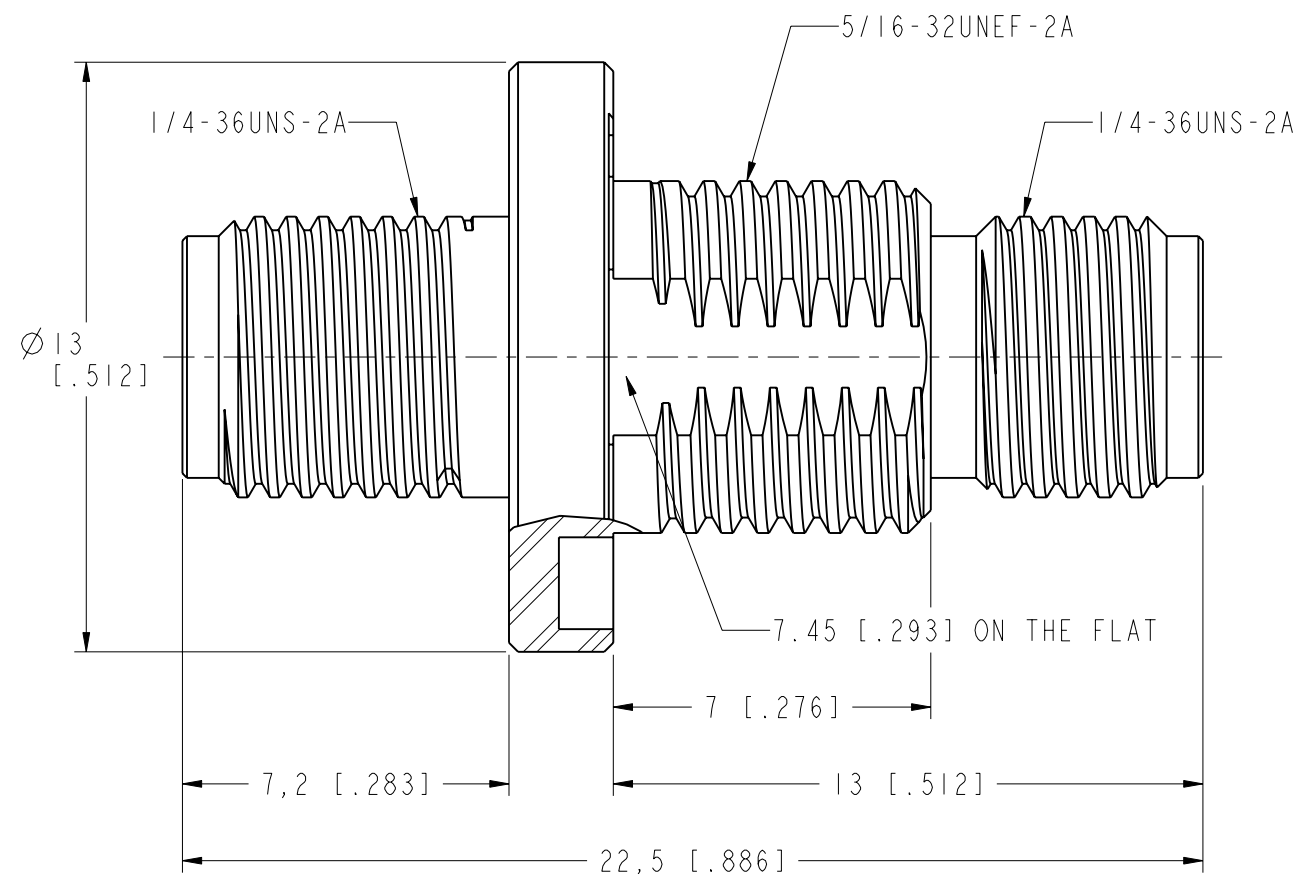 5/16-32UNEF-2A
1/4-36UNS-2A
1/4-36UNS-2A
Ø13
[.512]
7.45 [.293] ON THE FLAT
7 [.276]
7,2 [.283]
13 [.512]
22,5 [.886]